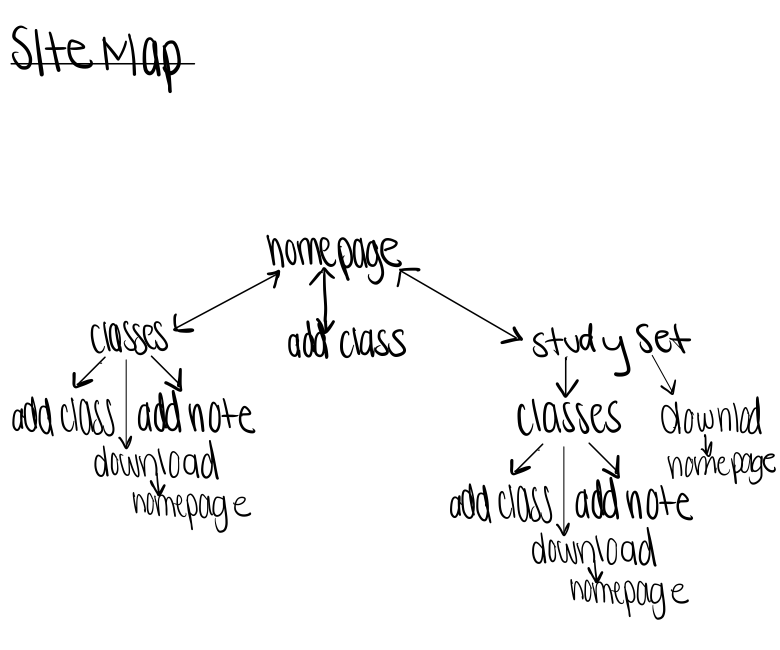 Site Map
homepage
classes
add class
study set
add class
add note
download
homepage
classes
downlod
homepage
add class
add note
download
homepage